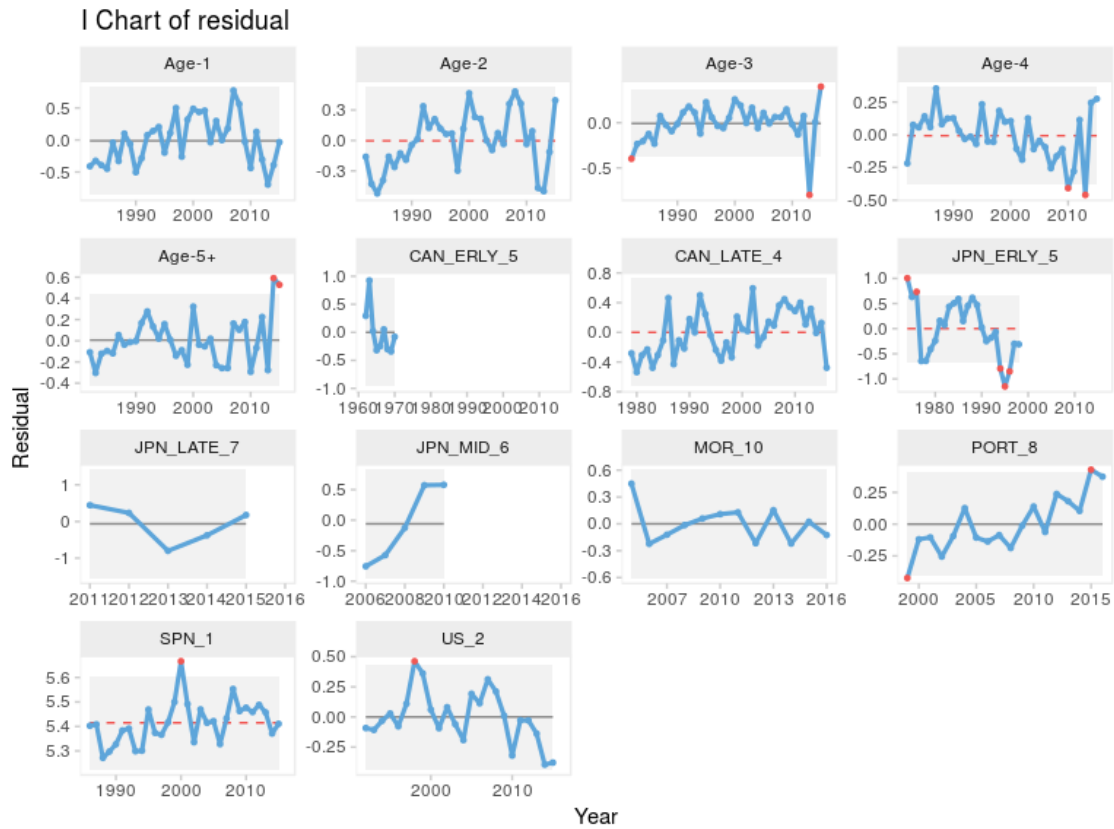 I Chart of residual
Age-1 Age-2 Age-3 Age-4
0.5 0.0 -0.5
1990 2000 2010
0.3 0.0 -0.3
1990 2000 2010
0.0 -0.5
1990 2000 2010
0.25 0.00 -0.25 -0.50
1990 2000 2010
Age-5+ CAN_ERLY_5 CAN_LATE_4 JPN_ERLY_5
0.6 0.4 0.2 0.0 -0.2 -0.4
1990 2000 2010
1.0 0.5 0.0 -0.5 -1.0
1960 1970 1980 1990 2000 2010
0.8 0.4 0.0 -0.4 -0.8
1980 1990 2000 2010
1.0 0.5 0.0 -0.5 -1.0
1980 1990 2000 2010
Residual
JPN_LATE_7 JPN_MID_6 MOR_10 PORT_8
1 0 -1
2011 2012 2013 2014 2015 2016
0.5 0.0 -0.5 -1.0
2006 2008 2010 2012 2014 2016
0.6 0.3 0.0 -0.3 -0.6
2007 2010 2013 2016
0.25 0.00 -0.25
2000 2005 2010 2015
SPN_1 US_2
5.6 5.5 5.4 5.3
1990 2000 2010
0.50 0.25 0.00 -0.25
2000 2010
Year